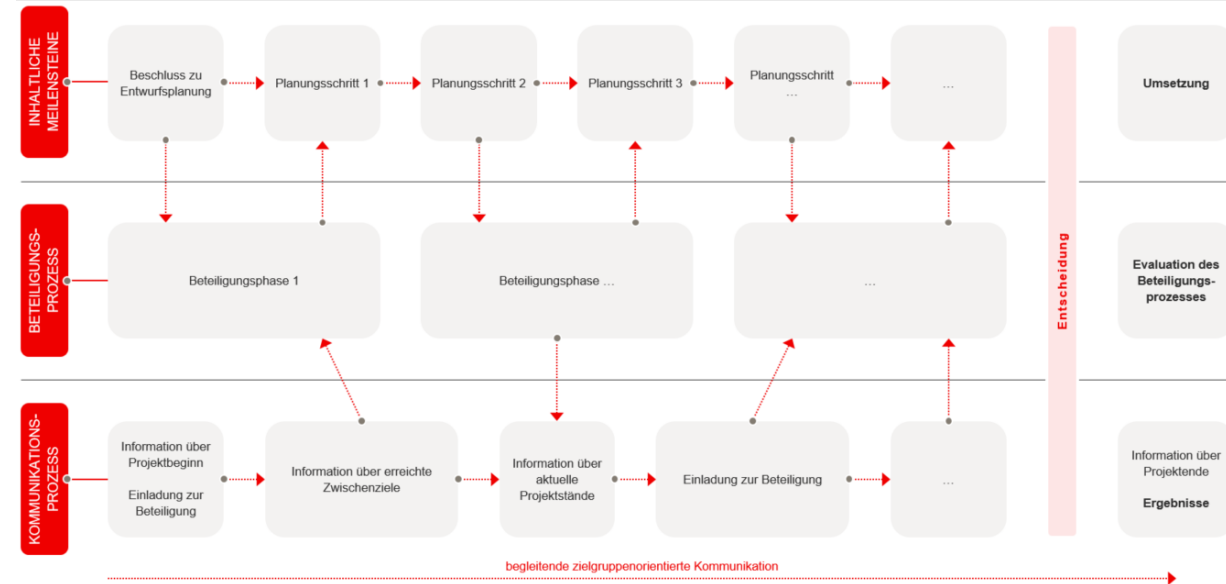 INHALTLICHE
MEILENSTEINE
Beschluss zu
Entwurfsplanung
Planungsschritt 1
Planungsschritt 2
Planungsschritt 3
Planungsschritt
...
...
Umsetzung
BETEILIGUNGS-
PROZESS
Beteiligungsphase 1
Beteiligungsphase ...
...
Entscheidung
Evaluation des
Beteiligungs-
prozesses
KOMMUNIKATIONS-
PROZESS
Information über
Projektbeginn
Einladung zur
Beteiligung
Information über erreichte
Zwischenziele
Information über
aktuelle
Projektstände
Einladung zur Beteiligung
...
Information über
Projektende
Ergebnisse
begleitende zielgruppenorientierte Kommunikation